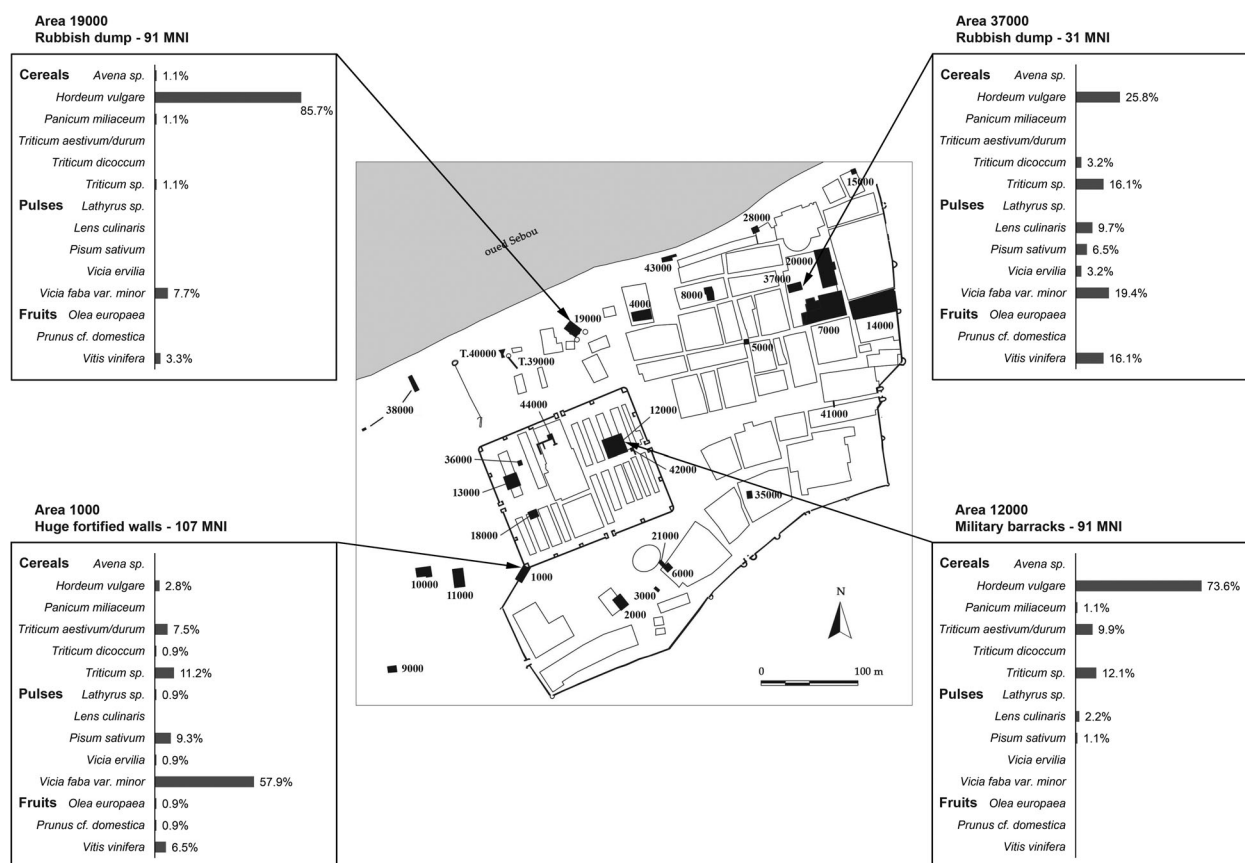 Area 19000
Rubbish dump - 91 MNI
Cereals Avena sp. 1.1%
Hordeum vulgare 85.7%
Panicum miliaceum 1.1%
Triticum aestivum/durum
Triticum dicoccum
Triticum sp. 1.1%
Pulses Lathyrus sp.
Lens culinaris
Pisum sativum
Vicia ervilia
Vicia faba var. minor 7.7%
Fruits Olea europaea
Prunus cf. domestica
Vitis vinifera 3.3%
Area 37000
Rubbish dump - 31 MNI
Cereals Avena sp.
Hordeum vulgare 25.8%
Panicum miliaceum
Triticum aestivum/durum
Triticum dicoccum 3.2%
Triticum sp. 16.1%
Pulses Lathyrus sp.
Lens culinaris 9.7%
Pisum sativum 6.5%
Vicia ervilia 3.2%
Vicia faba var. minor 19.4%
Fruits Olea europaea
Prunus cf. domestica
Vitis vinifera 16.1%
oued Sebou
15000
28000
43000
20000
37000
8000
4000
19000
7000
14000
5000
T.40000
T.39000
38000
44000
12000
41000
36000
42000
13000
35000
18000
21000
10000
11000
1000
6000
3000
2000
9000
N
0 100 m
Area 1000
Huge fortified walls - 107 MNI
Cereals Avena sp.
Hordeum vulgare 2.8%
Panicum miliaceum
Triticum aestivum/durum 7.5%
Triticum dicoccum 0.9%
Triticum sp. 11.2%
Pulses Lathyrus sp. 0.9%
Lens culinaris
Pisum sativum 9.3%
Vicia ervilia 0.9%
Vicia faba var. minor 57.9%
Fruits Olea europaea 0.9%
Prunus cf. domestica 0.9%
Vitis vinifera 6.5%
Area 12000
Military barracks - 91 MNI
Cereals Avena sp.
Hordeum vulgare 73.6%
Panicum miliaceum 1.1%
Triticum aestivum/durum 9.9%
Triticum dicoccum
Triticum sp. 12.1%
Pulses Lathyrus sp.
Lens culinaris 2.2%
Pisum sativum 1.1%
Vicia ervilia
Vicia faba var. minor
Fruits Olea europaea
Prunus cf. domestica
Vitis vinifera